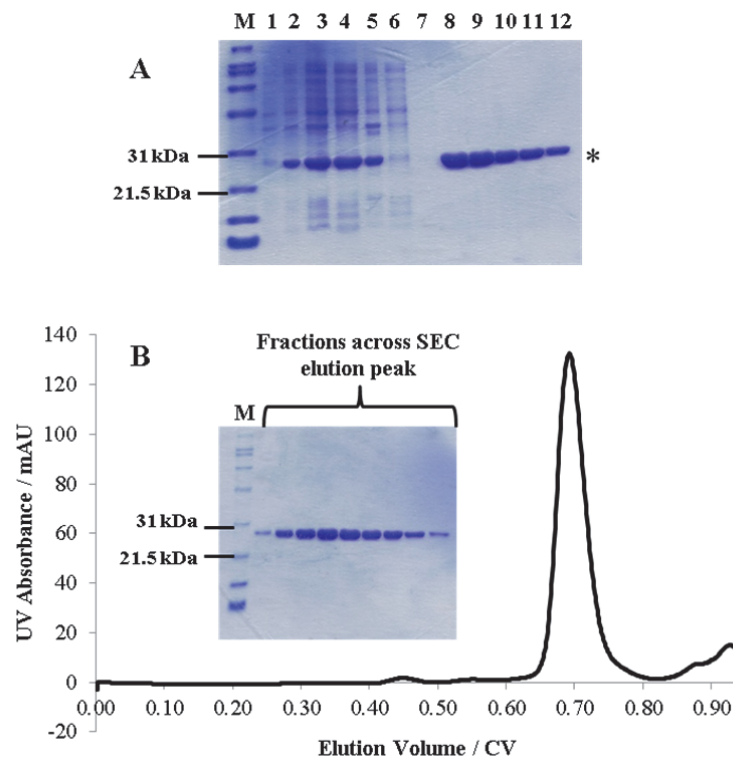 M 1 2 3 4 5 6 7 8 9 10 11 12
A
31 kDa
*
21.5 kDa
140
B
Fractions across SEC
elution peak
120
M
100
80
31 kDa
60
21.5 kDa
40
20
0
-20
UV Absorbance / mAU
0.00 0.10 0.20 0.30 0.40 0.50 0.60 0.70 0.80 0.90
Elution Volume / CV